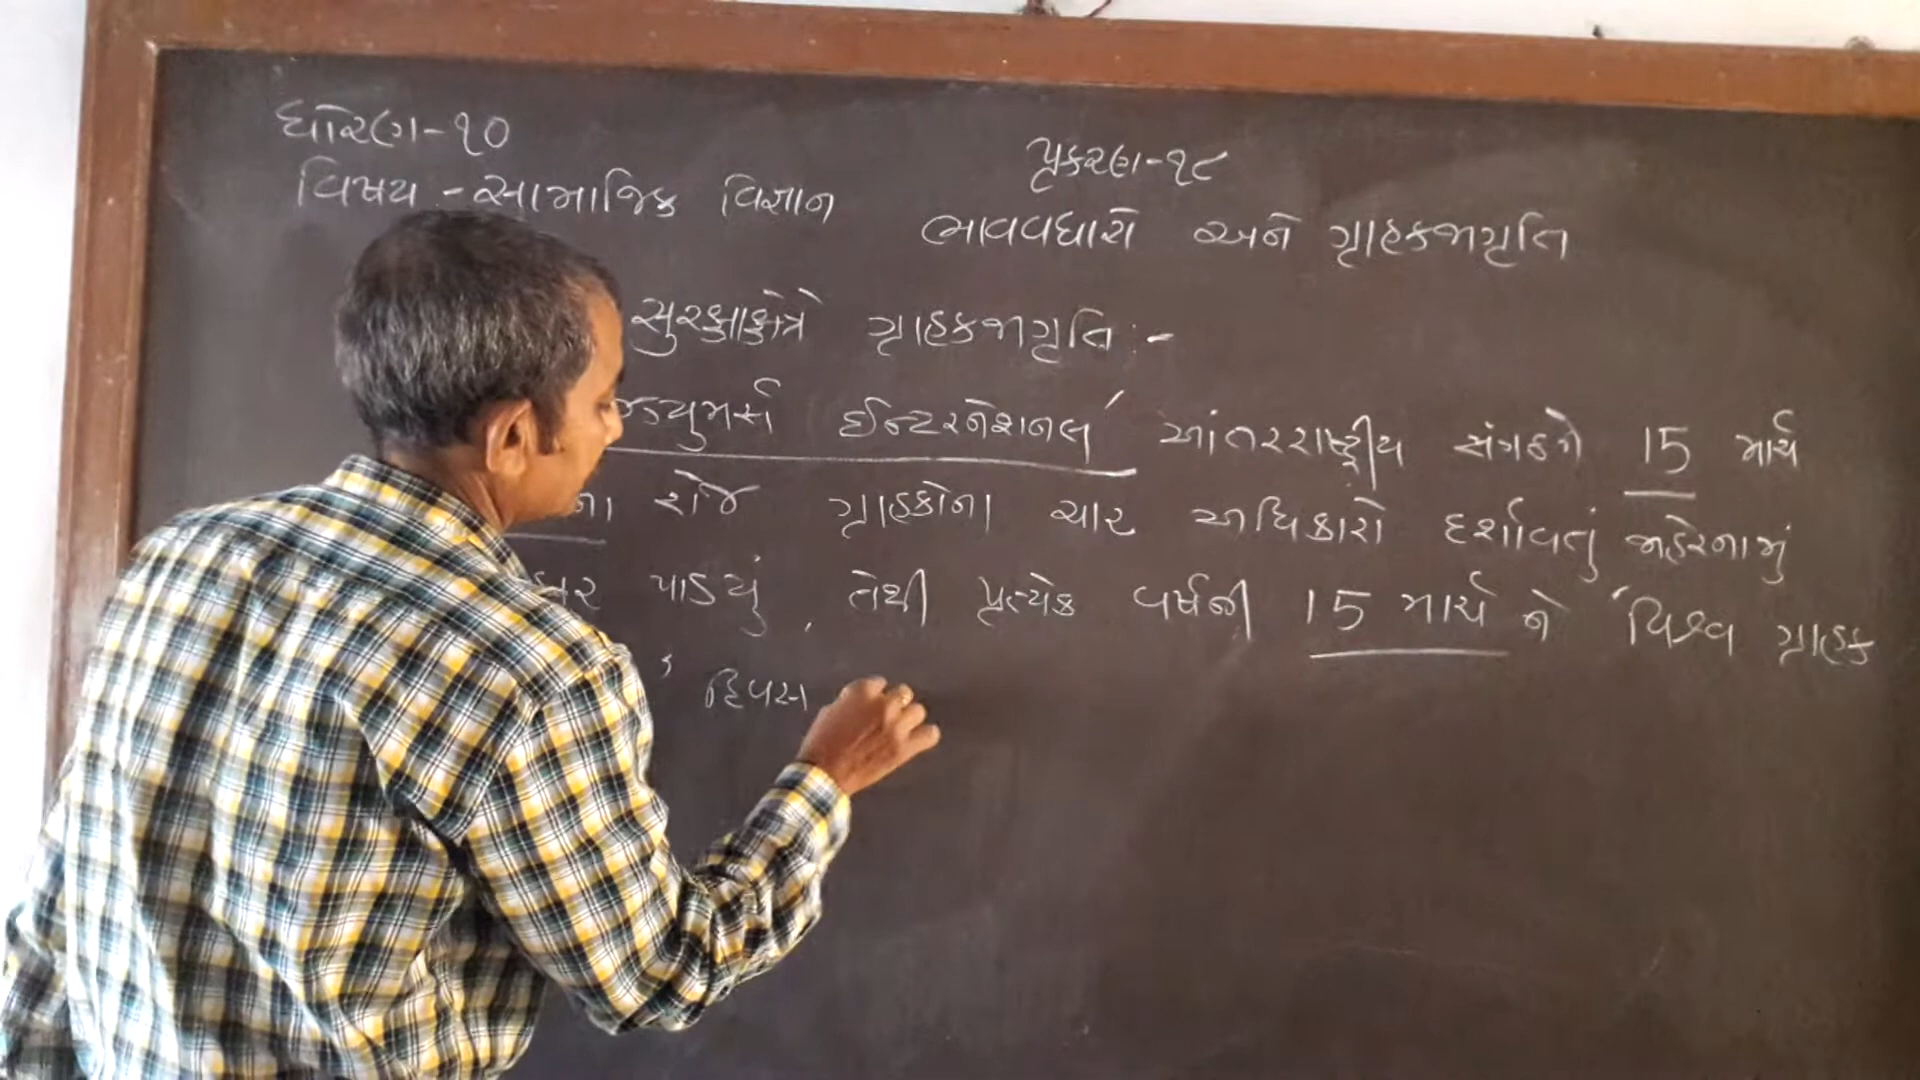 ધોરણ-૧૦
વિષય - સામાજિક વિજ્ઞાન
પ્રકરણ-૧૮
ભાવવધારો અને ગ્રાહકજાગૃતિ
સુરક્ષાક્ષેત્રે ગ્રાહકજાગૃતિ :-
ઈન્ટરનેશનલ' આંતરરાષ્ટ્રીય સંગઠને 15 માર્ચ
ના રોજ ગ્રાહકોના ચાર અધિકારો દર્શાવતું જાહેરનામું
પાડ્યું, તેથી પ્રત્યેક વર્ષની 15 માર્ચ ને 'વિશ્વ ગ્રાહક
' દિવસ